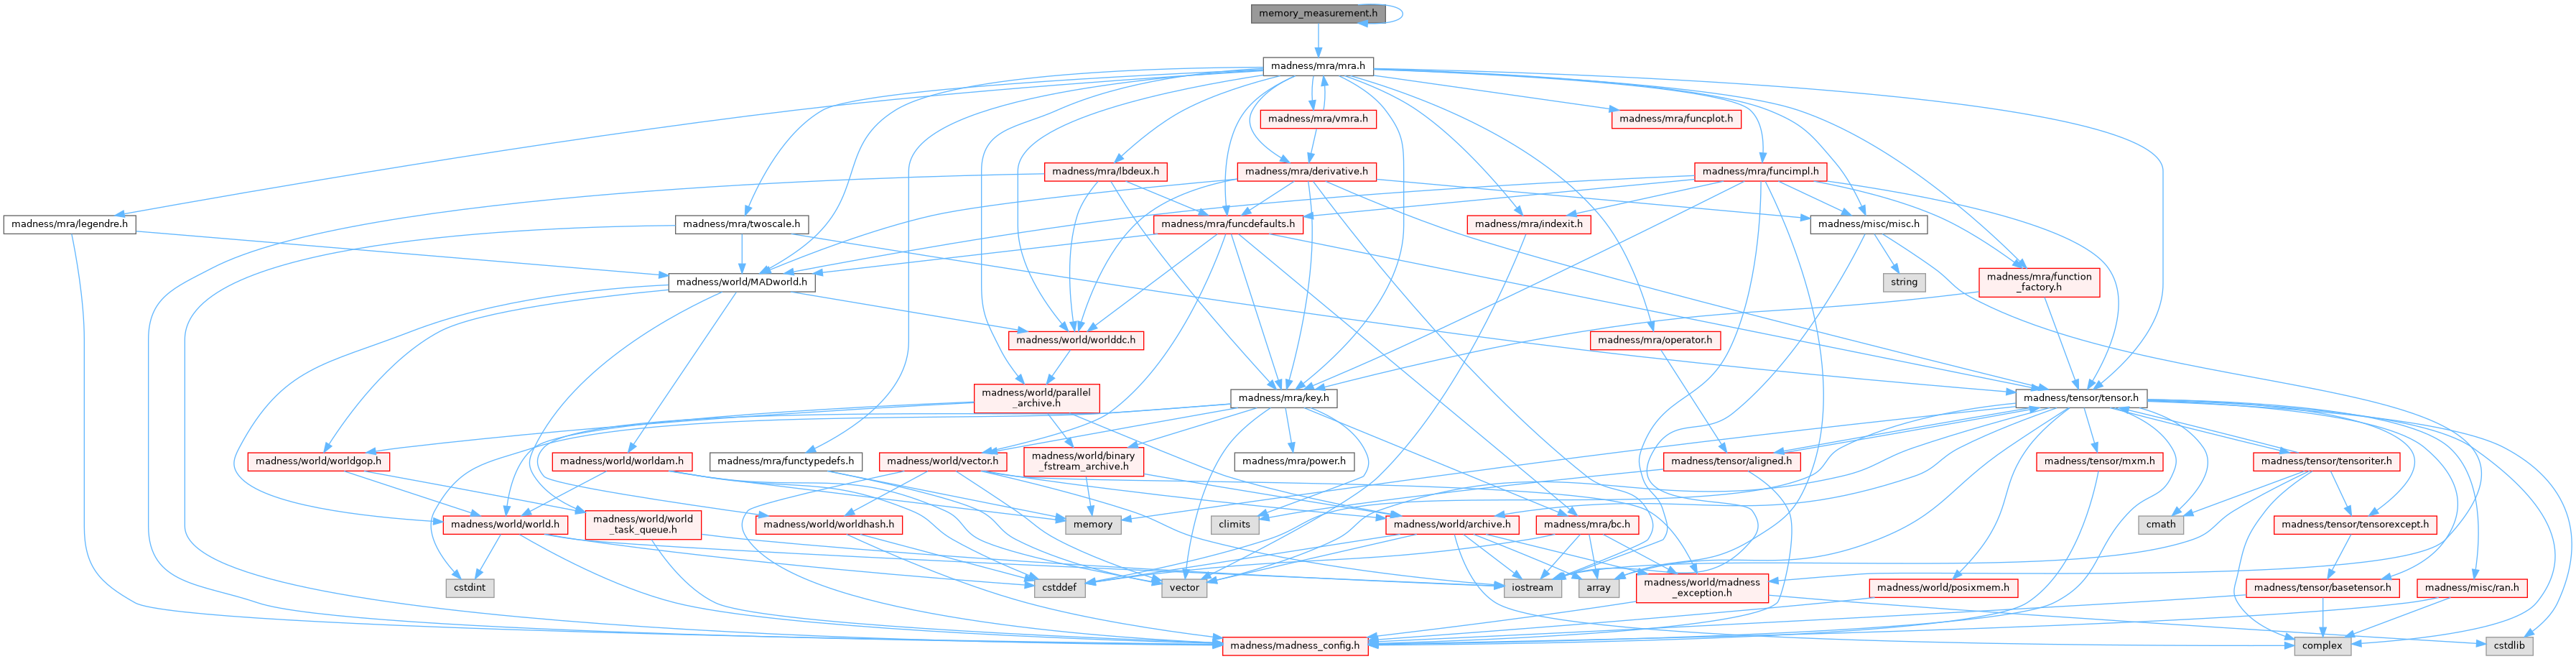 memory_measurement.h
madness/mra/mra.h
madness/mra/vmra.h
madness/mra/funcplot.h
madness/mra/lbdeux.h
madness/mra/derivative.h
madness/mra/funcimpl.h
madness/mra/legendre.h
madness/mra/twoscale.h
madness/mra/funcdefaults.h
madness/mra/indexit.h
madness/misc/misc.h
madness/world/MADworld.h
string
madness/mra/function
_factory.h
madness/world/worlddc.h
madness/mra/operator.h
madness/world/parallel
_archive.h
madness/mra/key.h
madness/tensor/tensor.h
madness/world/worldgop.h
madness/world/worldam.h
madness/mra/functypedefs.h
madness/world/vector.h
madness/world/binary
_fstream_archive.h
madness/mra/power.h
madness/tensor/aligned.h
madness/tensor/mxm.h
madness/tensor/tensoriter.h
madness/world/world.h
madness/world/world
_task_queue.h
madness/world/worldhash.h
memory
climits
madness/world/archive.h
madness/mra/bc.h
cmath
madness/tensor/tensorexcept.h
cstdint
cstddef
vector
iostream
array
madness/world/madness
_exception.h
madness/world/posixmem.h
madness/tensor/basetensor.h
madness/misc/ran.h
madness/madness_config.h
complex
cstdlib